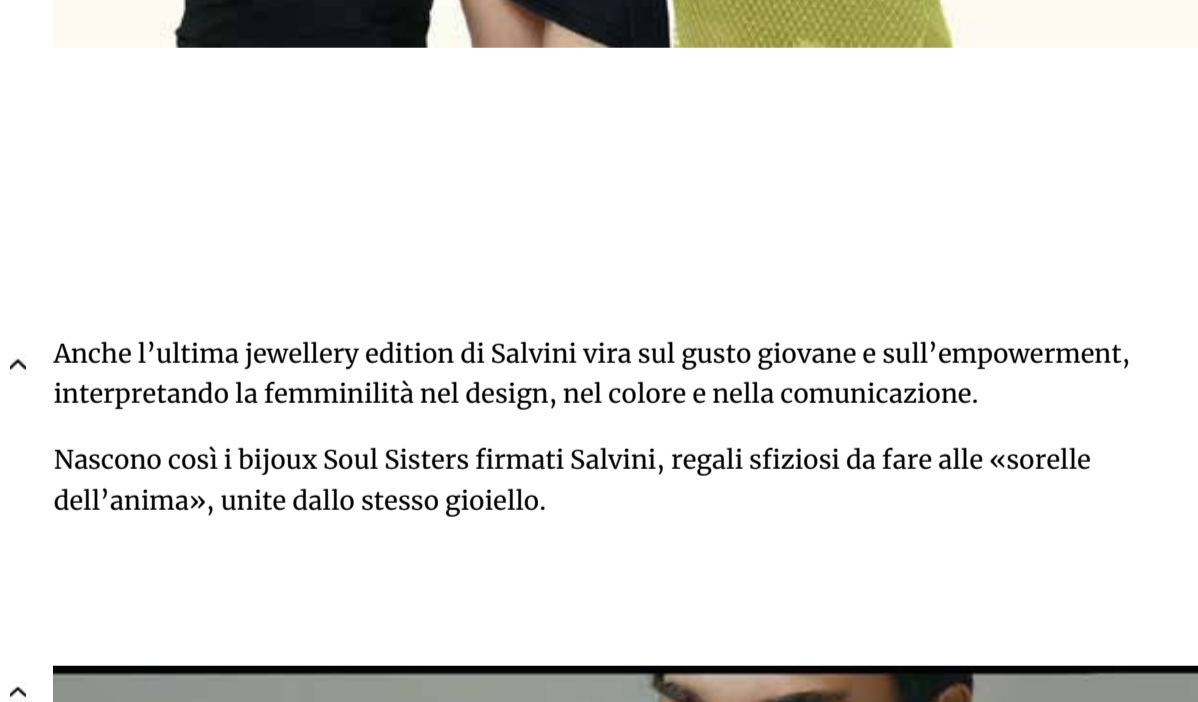 Anche l’ultima jewellery edition di Salvini vira sul gusto giovane e sull’empowerment,
interpretando la femminilità nel design, nel colore e nella comunicazione.
Nascono così i bijoux Soul Sisters firmati Salvini, regali sfiziosi da fare alle «sorelle
dell’anima», unite dallo stesso gioiello.